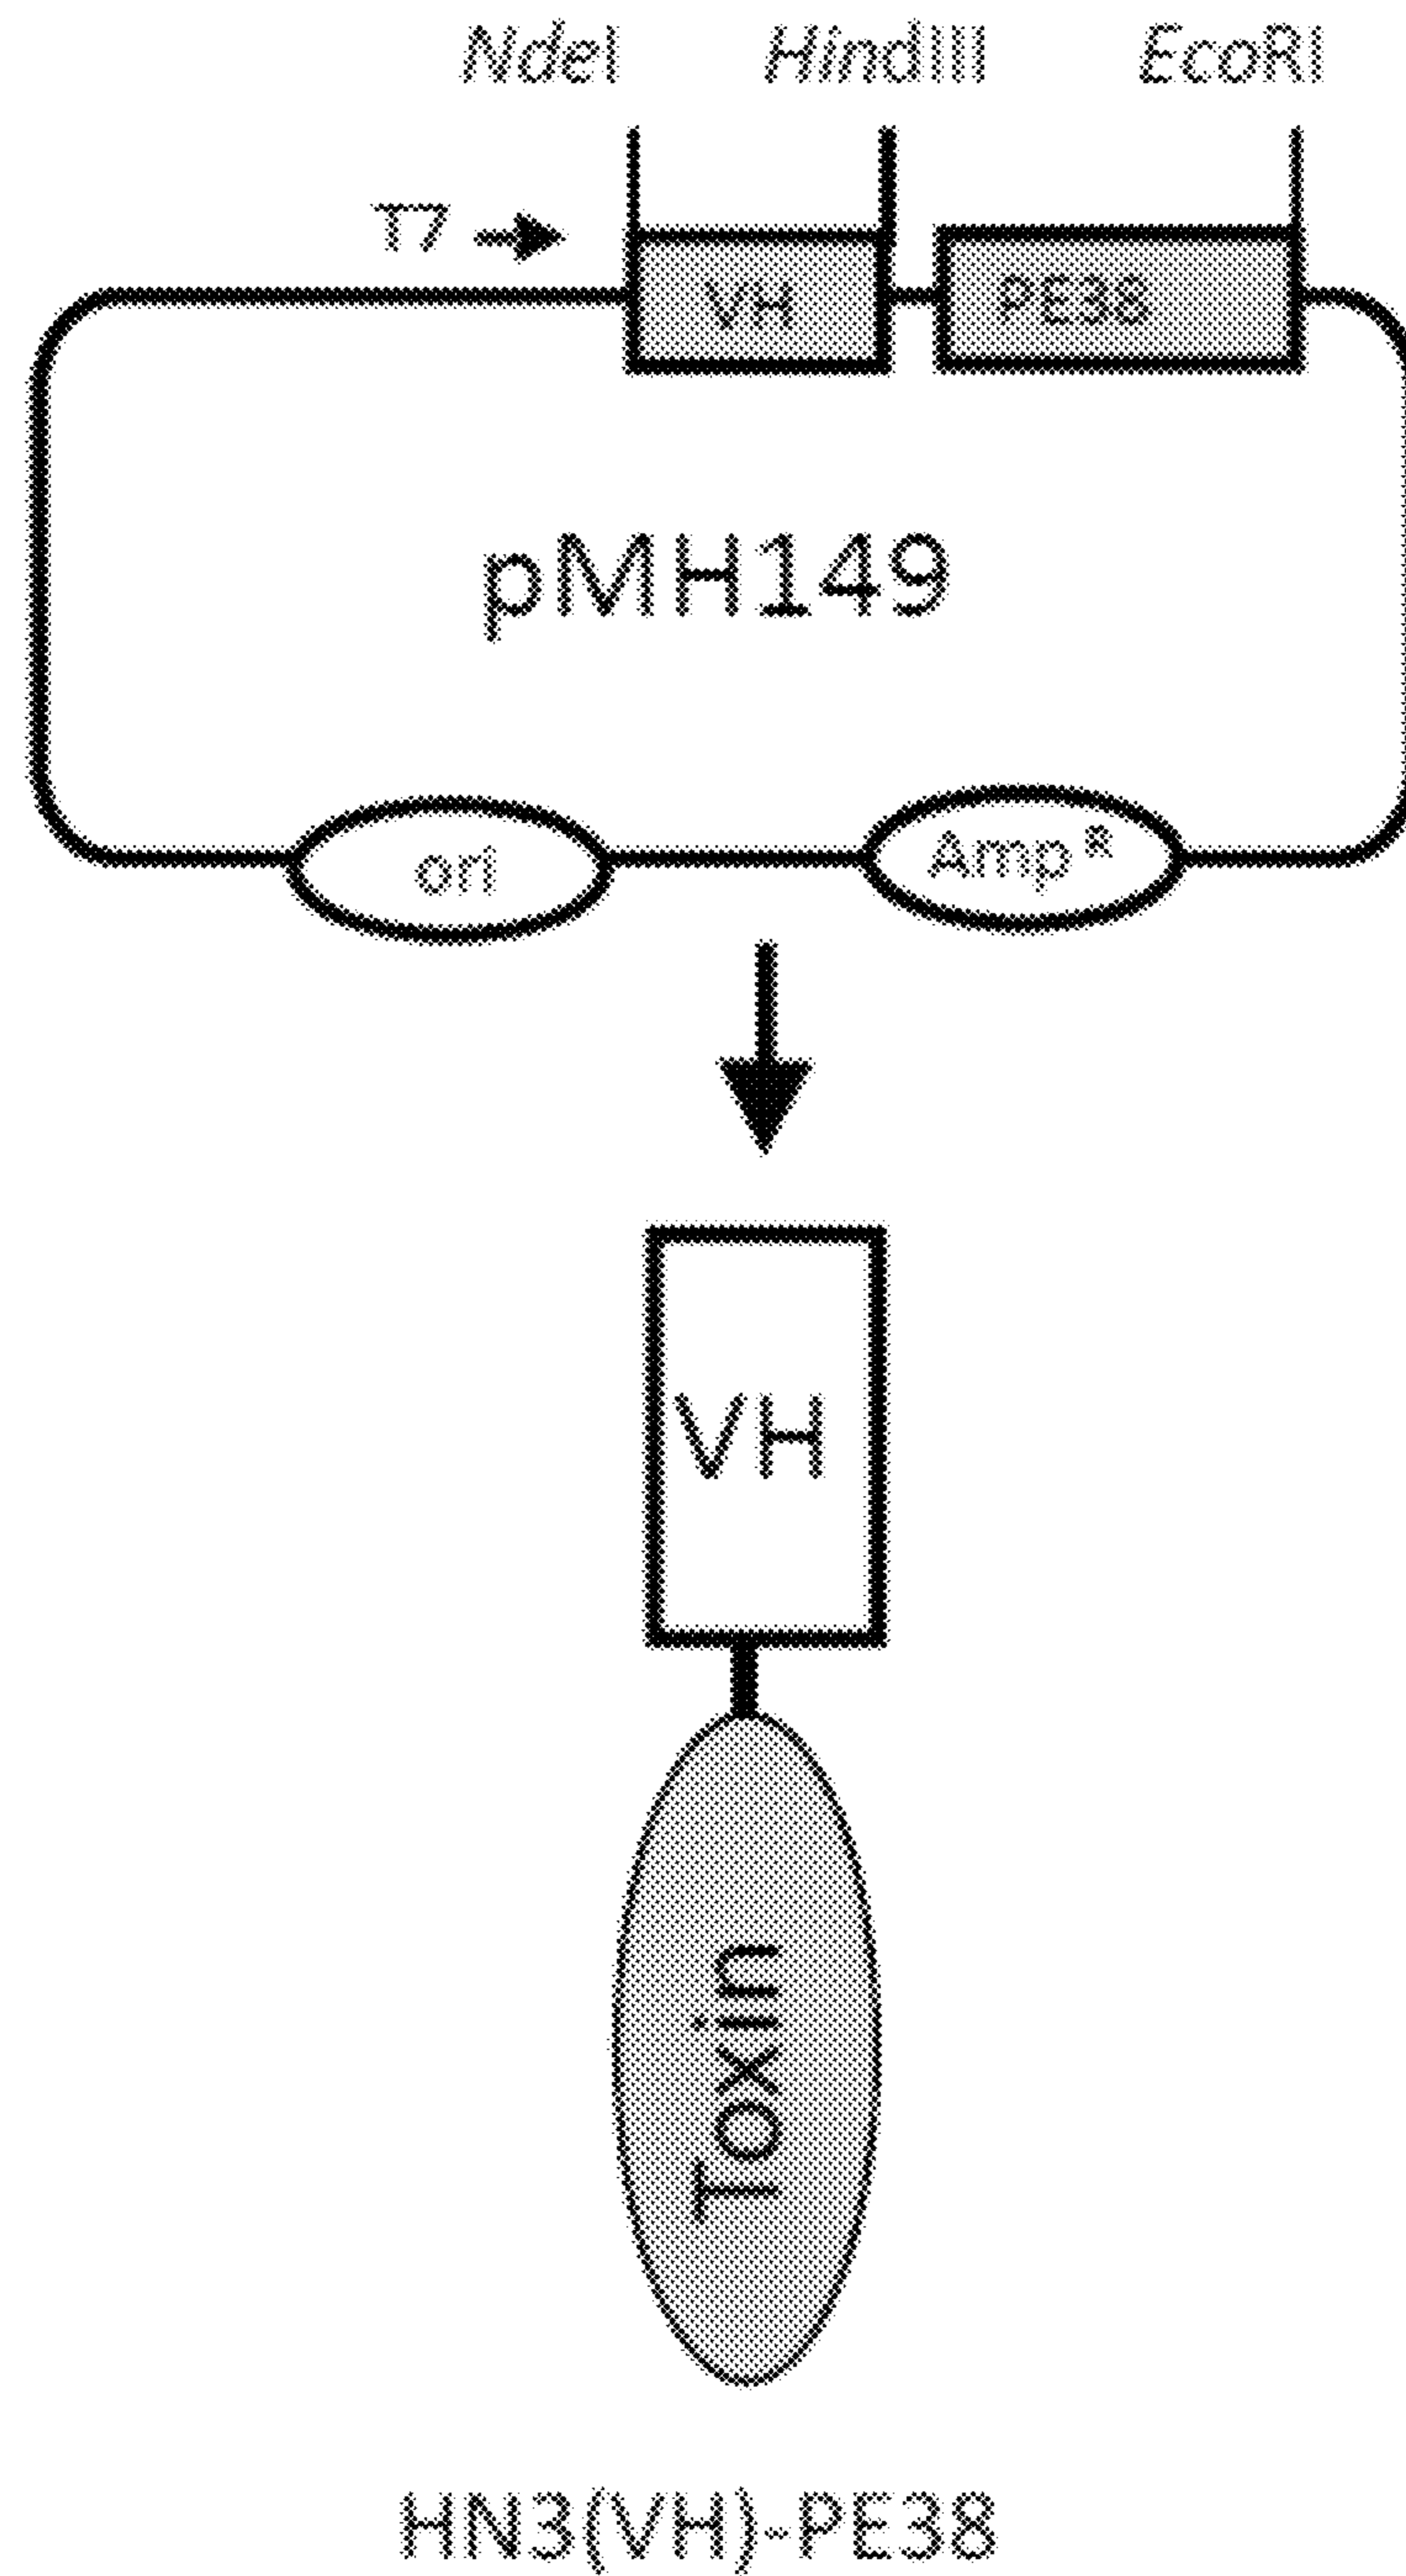 NdeI HindIII EcoRI
T7
VH PE38
pMH149
ori Amp R
VH
Toxin
HN3(VH)-PE38